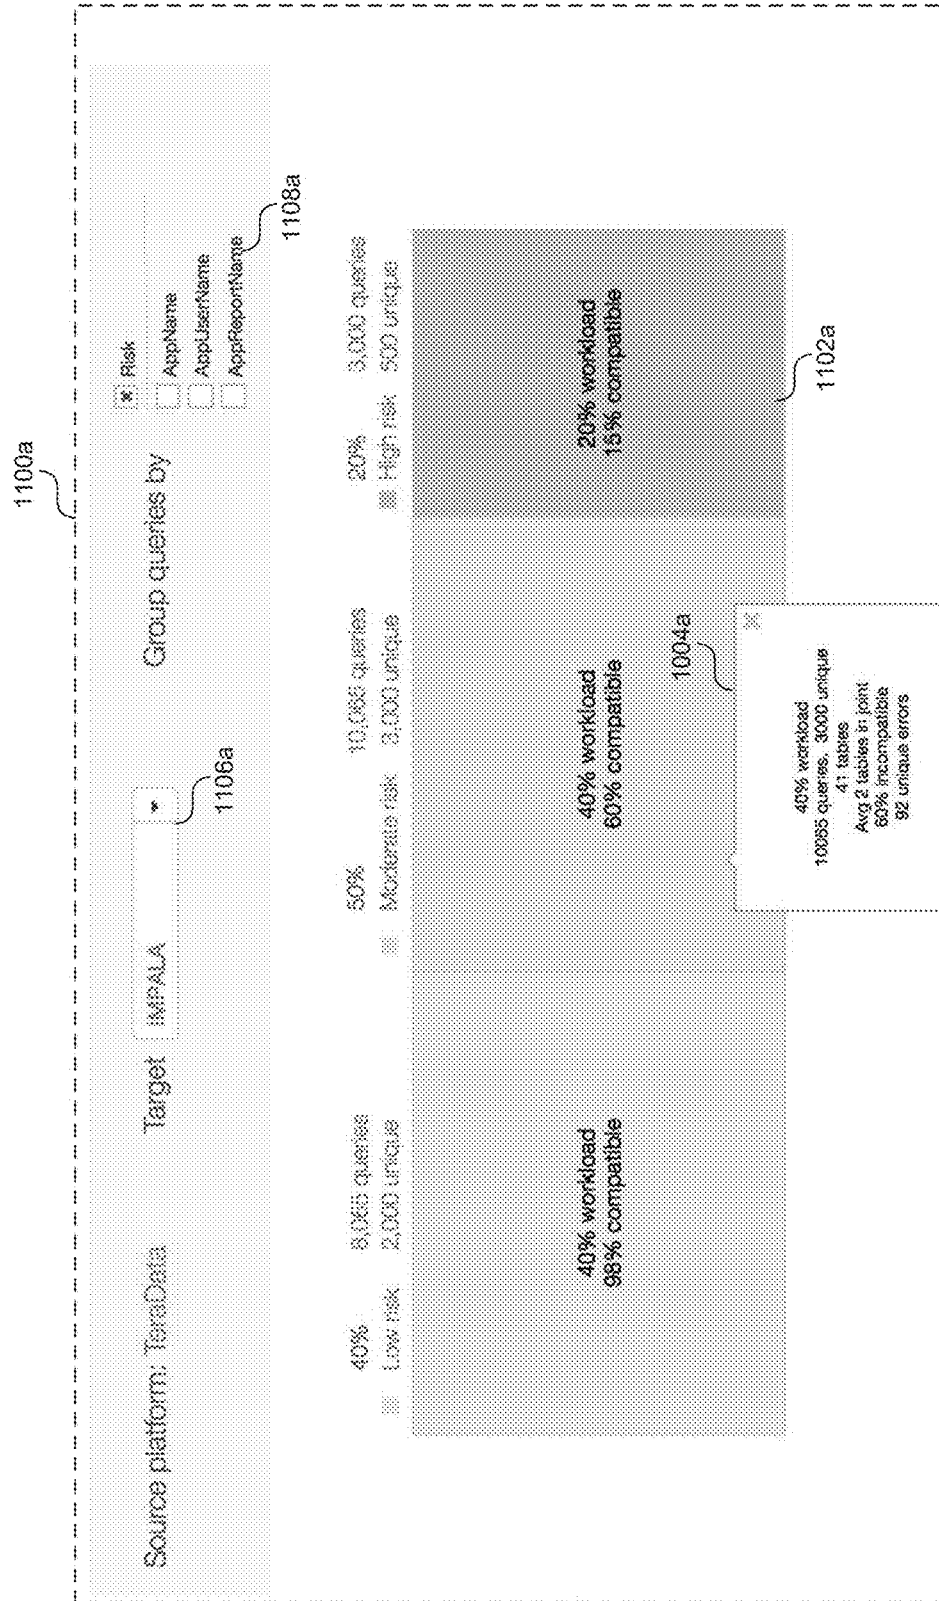 1100a
Source platform: TeraData
Target
IMPALA
1106a
Group queries by
Risk
AppName
AppUserName
AppReportName
1108a
40%
Low risk
8,065 queries
2,000 unique
50%
Moderate risk
10,065 queries
3,000 unique
20%
High risk
3,000 queries
500 unique
40% workload
98% compatible
40% workload
60% compatible
20% workload
15% compatible
1102a
1004a
40% workload
10065 queries, 3000 unique
41 tables
Avg 2 tables in joint
60% incompatible
92 unique errors